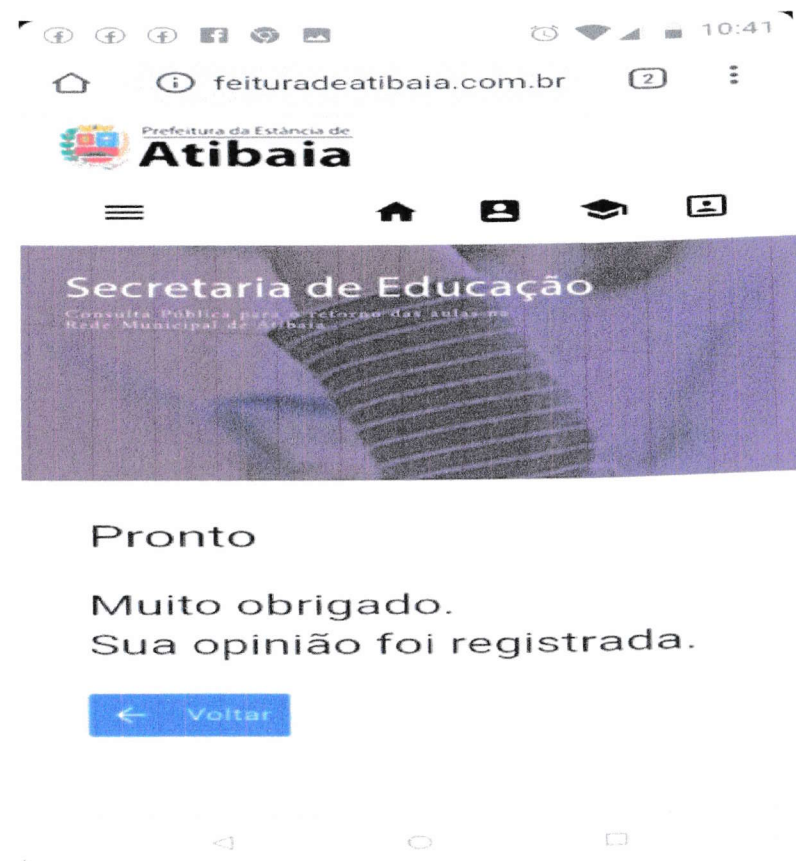 10:41
feituradeatibaia.com.br
2
Prefeitura da Estância de
Atibaia
Secretaria de Educação
Consulta Pública para o retorno das aulas na
Rede Municipal de Atibaia
Pronto
Muito obrigado.
Sua opinião foi registrada.
Voltar